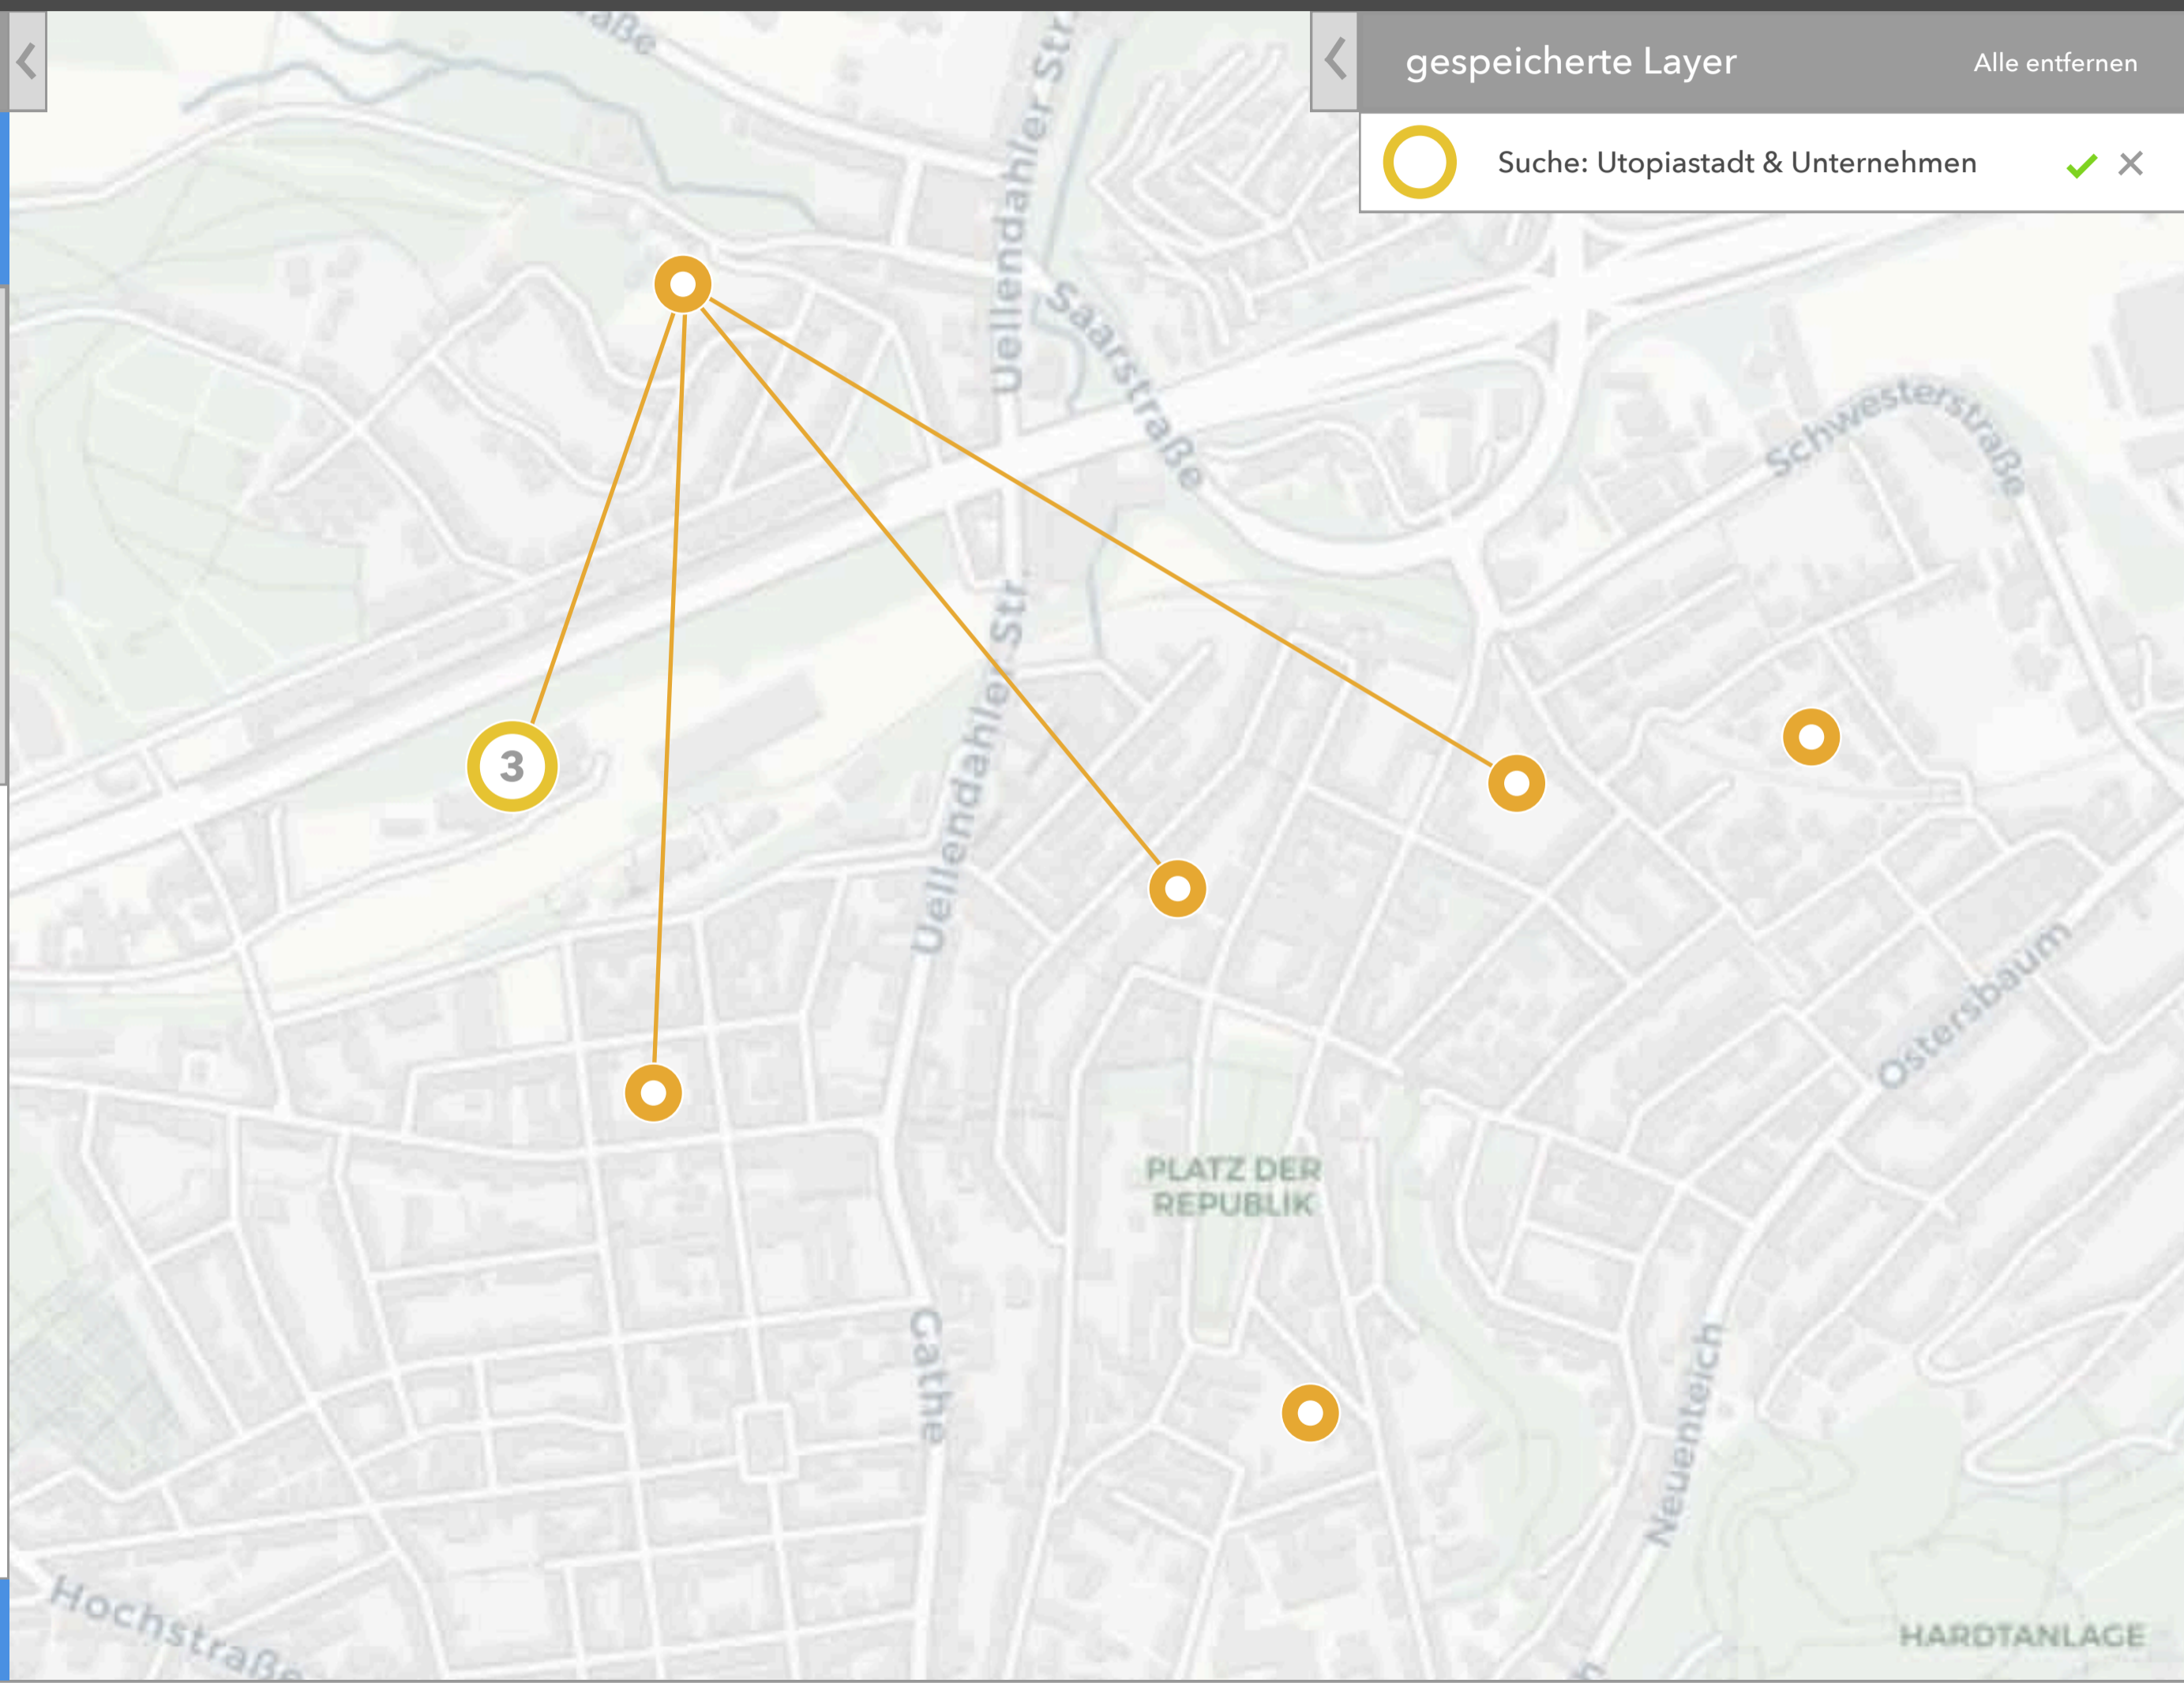 aße
gespeicherte Layer
Alle entfernen
Suche: Utopiastadt & Unternehmen
Uellendahler Str.
Saarstraße
Schwesterstraße
Uellendahler Str.
3
Ostersbaum
PLATZ DER
REPUBLIK
Gathe
Neuenteich
Hochstraße
HARDTANLAGE